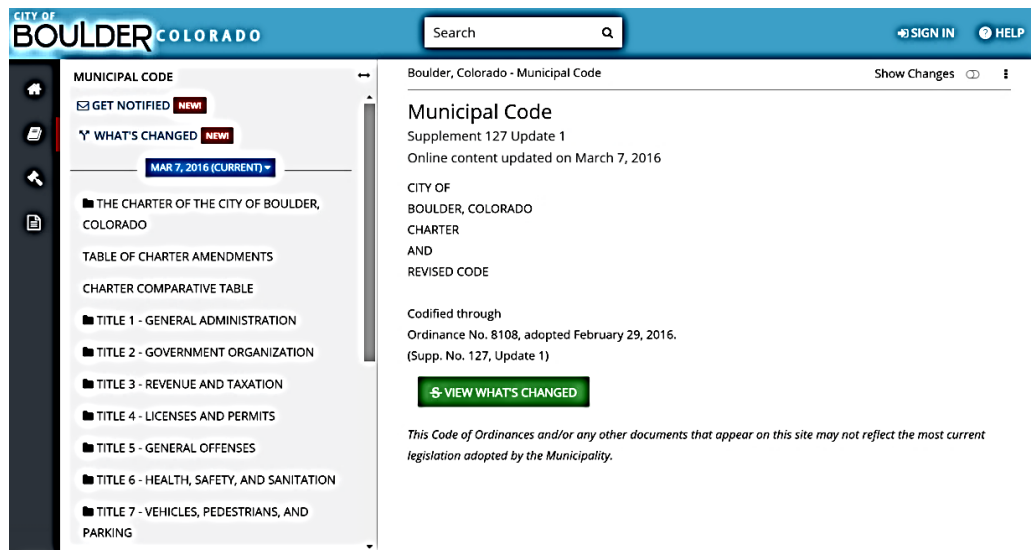 CITY OF
BOULDER COLORADO
Search
SIGN IN
HELP
MUNICIPAL CODE
GET NOTIFIED NEW!
WHAT'S CHANGED NEW!
MAR 7, 2016 (CURRENT)
THE CHARTER OF THE CITY OF BOULDER,
COLORADO
TABLE OF CHARTER AMENDMENTS
CHARTER COMPARATIVE TABLE
TITLE 1 - GENERAL ADMINISTRATION
TITLE 2 - GOVERNMENT ORGANIZATION
TITLE 3 - REVENUE AND TAXATION
TITLE 4 - LICENSES AND PERMITS
TITLE 5 - GENERAL OFFENSES
TITLE 6 - HEALTH, SAFETY, AND SANITATION
TITLE 7 - VEHICLES, PEDESTRIANS, AND
PARKING
Boulder, Colorado - Municipal Code
Show Changes
Municipal Code
Supplement 127 Update 1
Online content updated on March 7, 2016
CITY OF
BOULDER, COLORADO
CHARTER
AND
REVISED CODE
Codified through
Ordinance No. 8108, adopted February 29, 2016.
(Supp. No. 127, Update 1)
VIEW WHAT'S CHANGED
This Code of Ordinances and/or any other documents that appear on this site may not reflect the most current
legislation adopted by the Municipality.